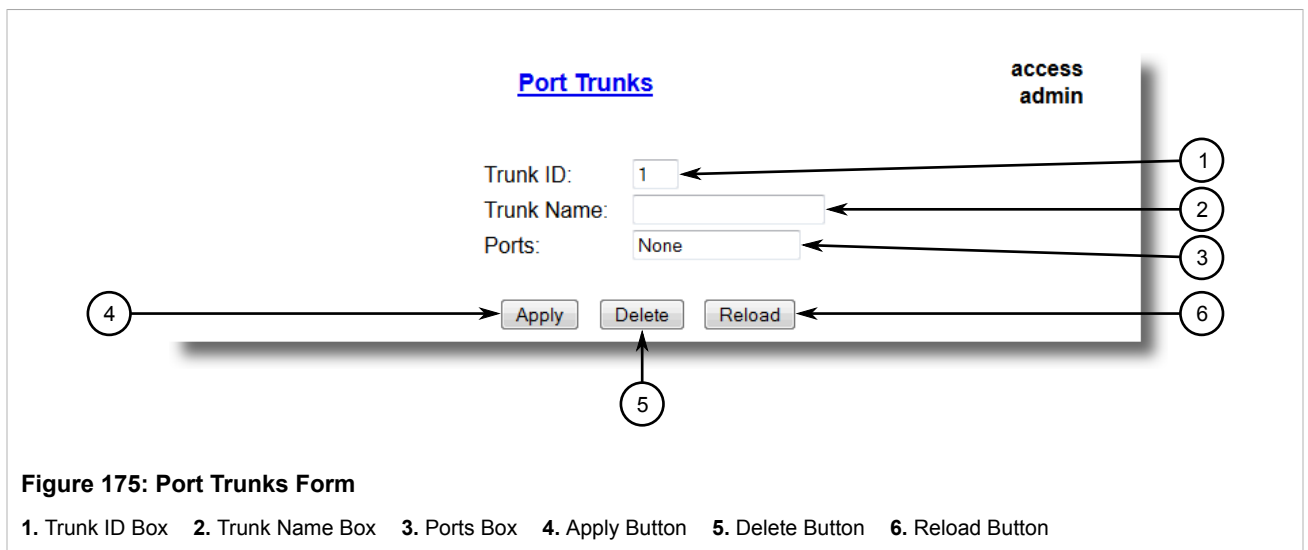 Port Trunks
access
admin
Trunk ID: 1
1
Trunk Name:
2
Ports: None
3
4
Apply Delete Reload
6
5
Figure 175: Port Trunks Form
1. Trunk ID Box 2. Trunk Name Box 3. Ports Box 4. Apply Button 5. Delete Button 6. Reload Button